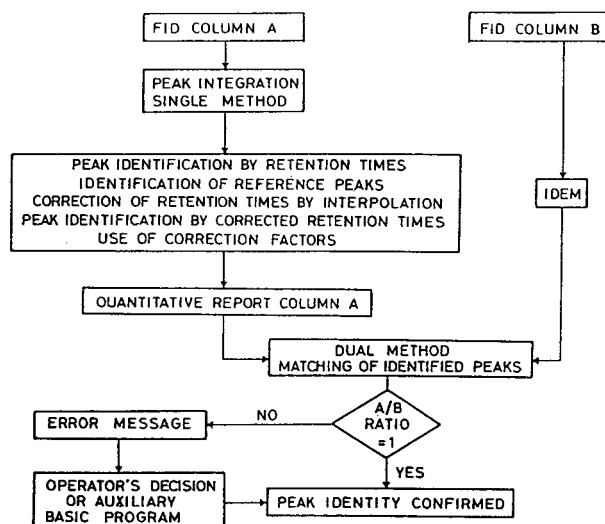 FID COLUMN A
FID COLUMN B
PEAK INTEGRATION
SINGLE METHOD
PEAK IDENTIFICATION BY RETENTION TIMES
IDENTIFICATION OF REFERENCE PEAKS
CORRECTION OF RETENTION TIMES BY INTERPOLATION
PEAK IDENTIFICATION BY CORRECTED RETENTION TIMES
USE OF CORRECTION FACTORS
IDEM
QUANTITATIVE REPORT COLUMN A
DUAL METHOD
MATCHING OF IDENTIFIED PEAKS
A/B
RATIO
=1
NO
ERROR MESSAGE
YES
OPERATOR'S DECISION
OR AUXILIARY
BASIC PROGRAM
PEAK IDENTITY CONFIRMED